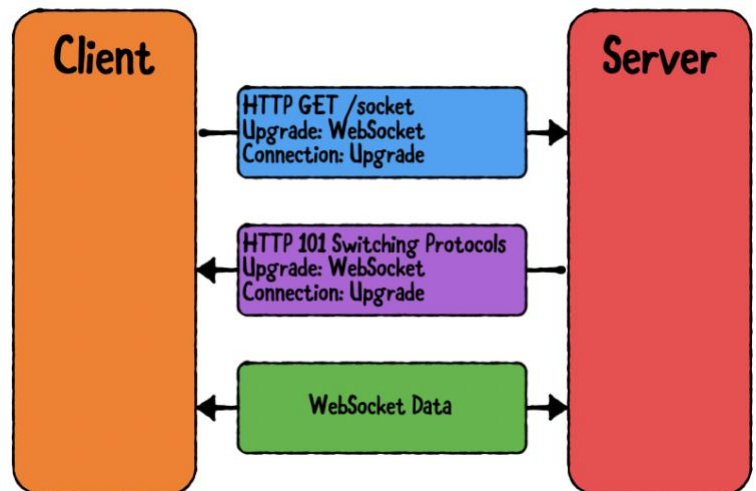 Client
Server
HTTP GET /socket
Upgrade: WebSocket
Connection: Upgrade
HTTP 101 Switching Protocols
Upgrade: WebSocket
Connection: Upgrade
WebSocket Data